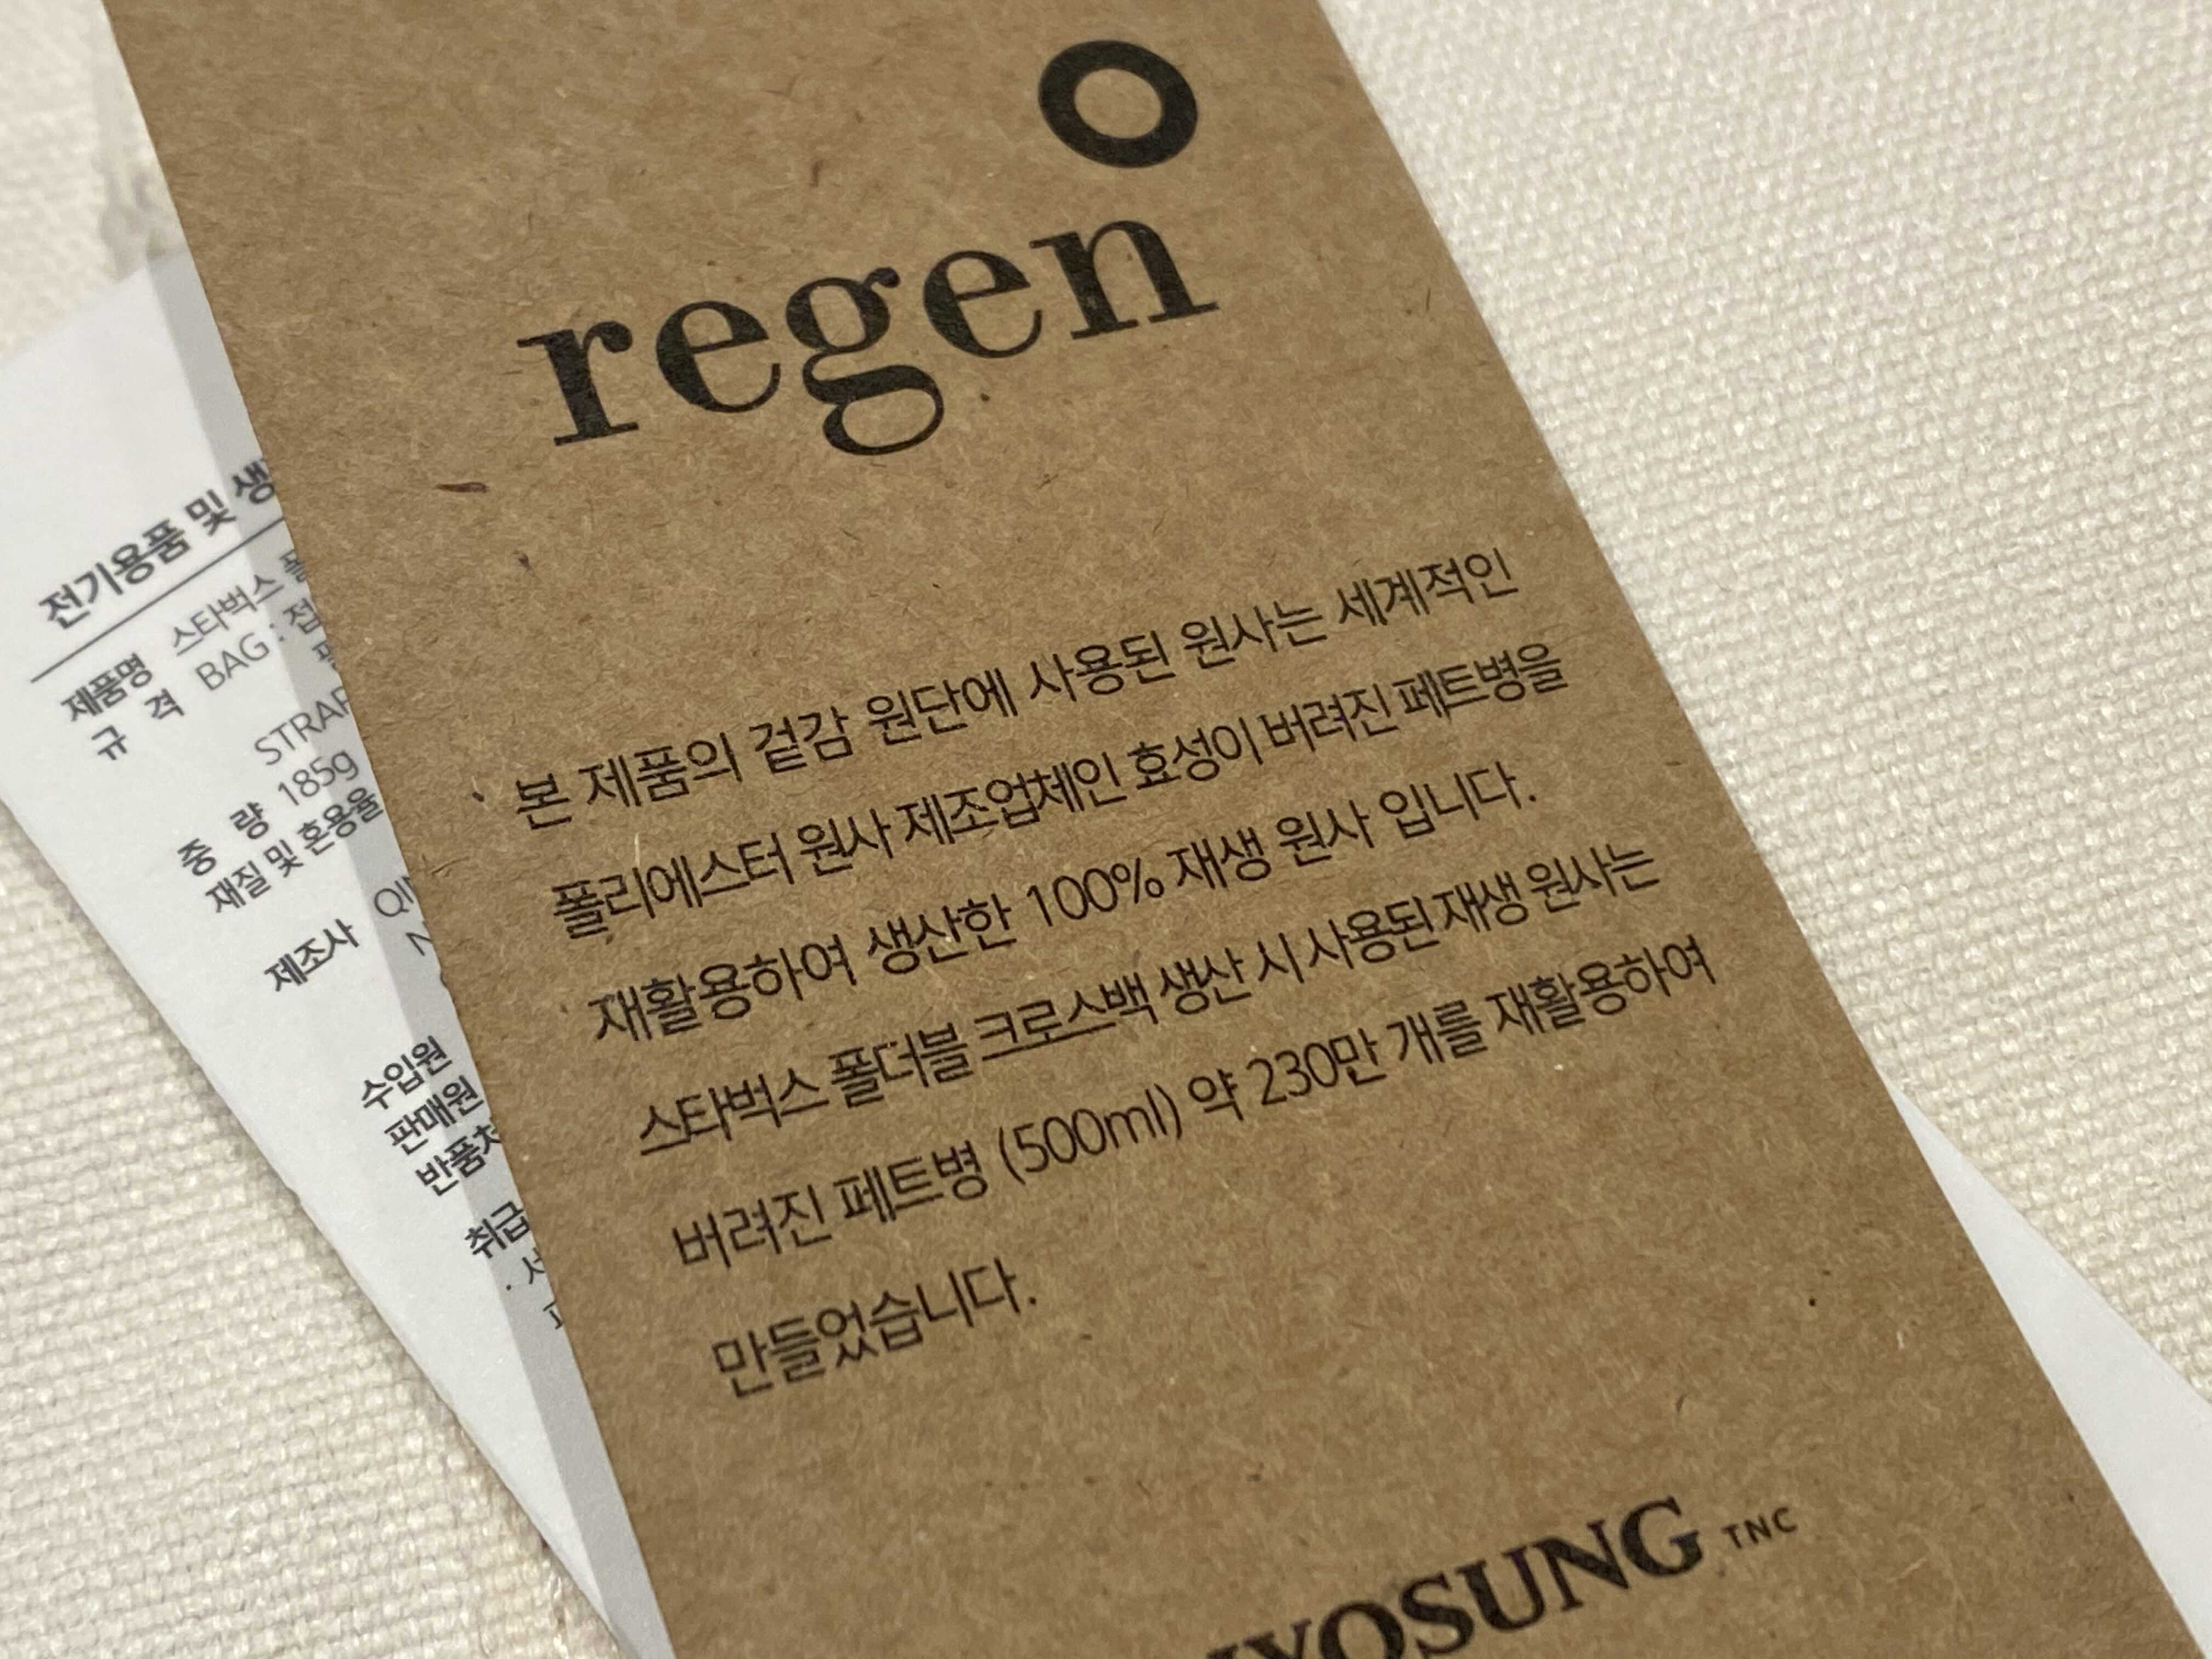 regen
본 제품의 겉감 원단에 사용된 원사는 세계적인
폴리에스터 원사 제조업체인 효성이 버려진 페트병을
재활용하여 생산한 100% 재생 원사 입니다.
스타벅스 폴더블 크로스백 생산 시 사용된 재생 원사는
버려진 페트병 (500ml) 약 230만 개를 재활용하여
만들었습니다.
HYOSUNG TNC
전기용품 및
제품명 스타벅스
규 격 BAG : 접
STRAP
중 량 185g
재질 및 혼용율
제조사
수입원
판매원
반품처
취급